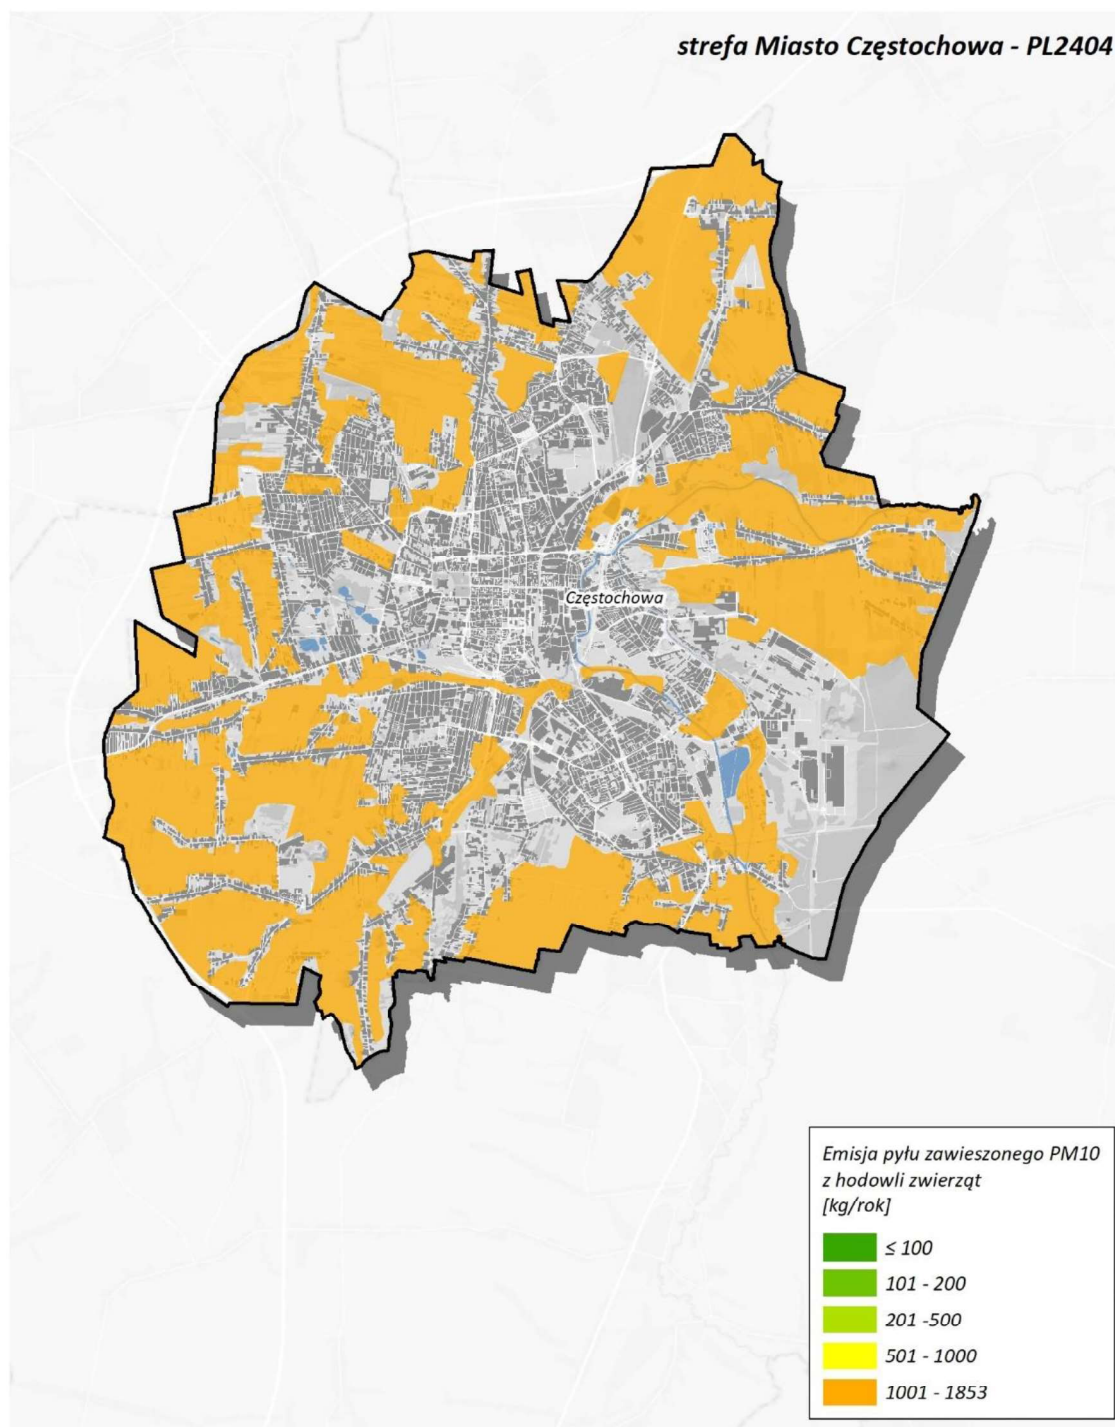 strefa Miasto Częstochowa - PL2404
Częstochowa
Emisja pyłu zawieszonego PM10
z hodowli zwierząt
[kg/rok]
≤ 100
101 - 200
201 -500
501 - 1000
1001 - 1853